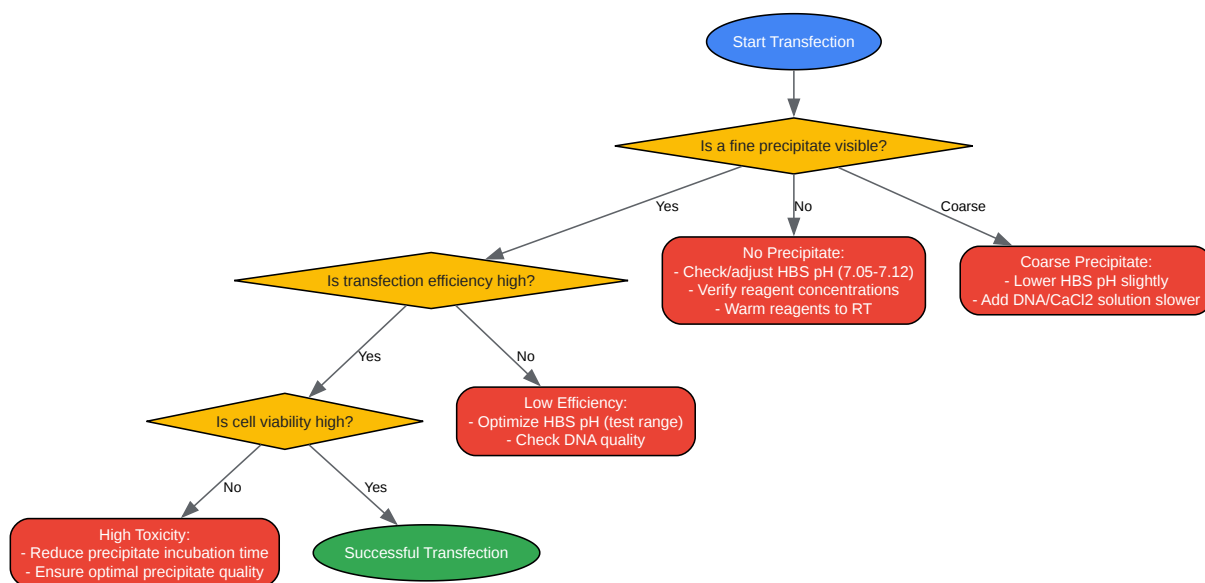 Start Transfection
Is a fine precipitate visible?
Yes
No
Coarse
No Precipitate:
- Check/adjust HBS pH (7.05-7.12)
- Verify reagent concentrations
- Warm reagents to RT
Coarse Precipitate:
- Lower HBS pH slightly
- Add DNA/CaCl2 solution slower
Is transfection efficiency high?
Yes
No
Low Efficiency:
- Optimize HBS pH (test range)
- Check DNA quality
Is cell viability high?
No
Yes
High Toxicity:
- Reduce precipitate incubation time
- Ensure optimal precipitate quality
Successful Transfection